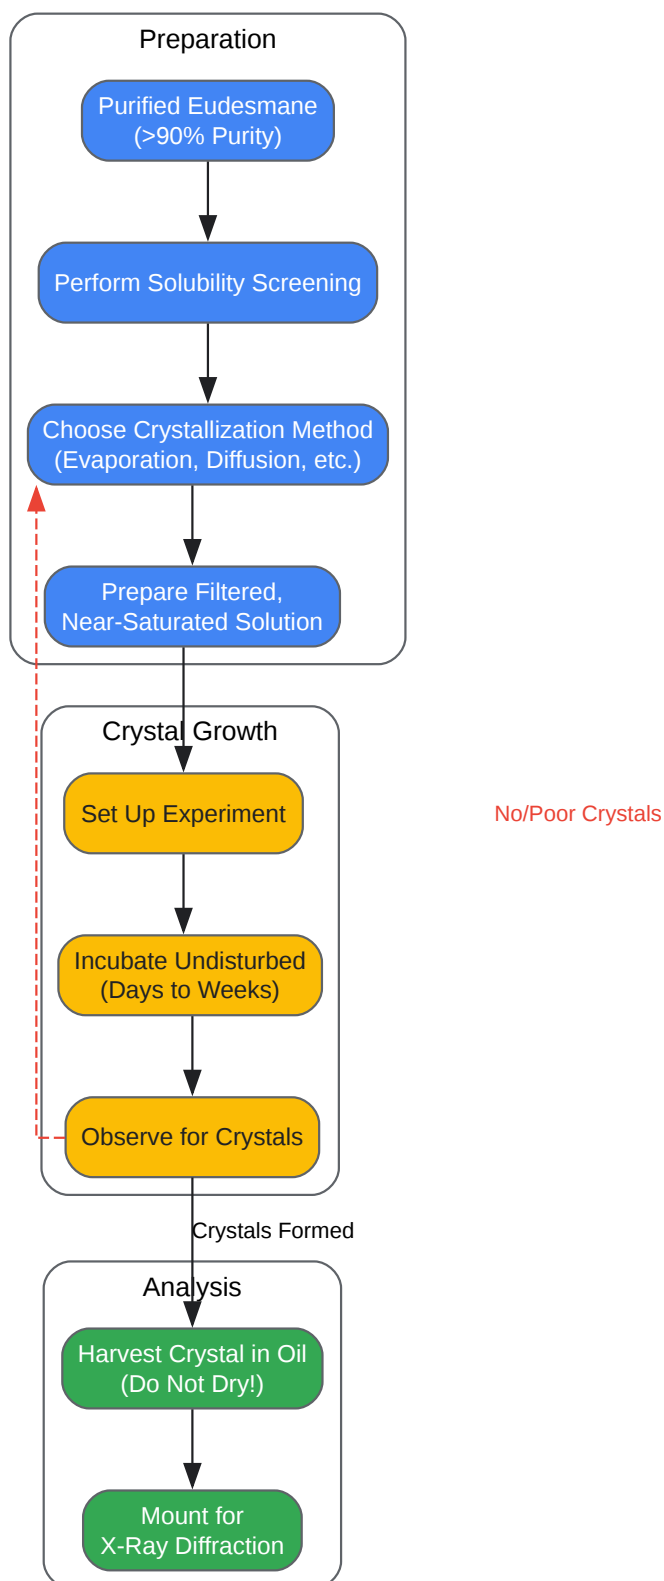 Preparation
Purified Eudesmane
(>90% Purity)
Perform Solubility Screening
Choose Crystallization Method
(Evaporation, Diffusion, etc.)
Prepare Filtered,
Near-Saturated Solution
Crystal Growth
Set Up Experiment
No/Poor Crystals
Incubate Undisturbed
(Days to Weeks)
Observe for Crystals
Crystals Formed
Analysis
Harvest Crystal in Oil
(Do Not Dry!)
Mount for
X-Ray Diffraction